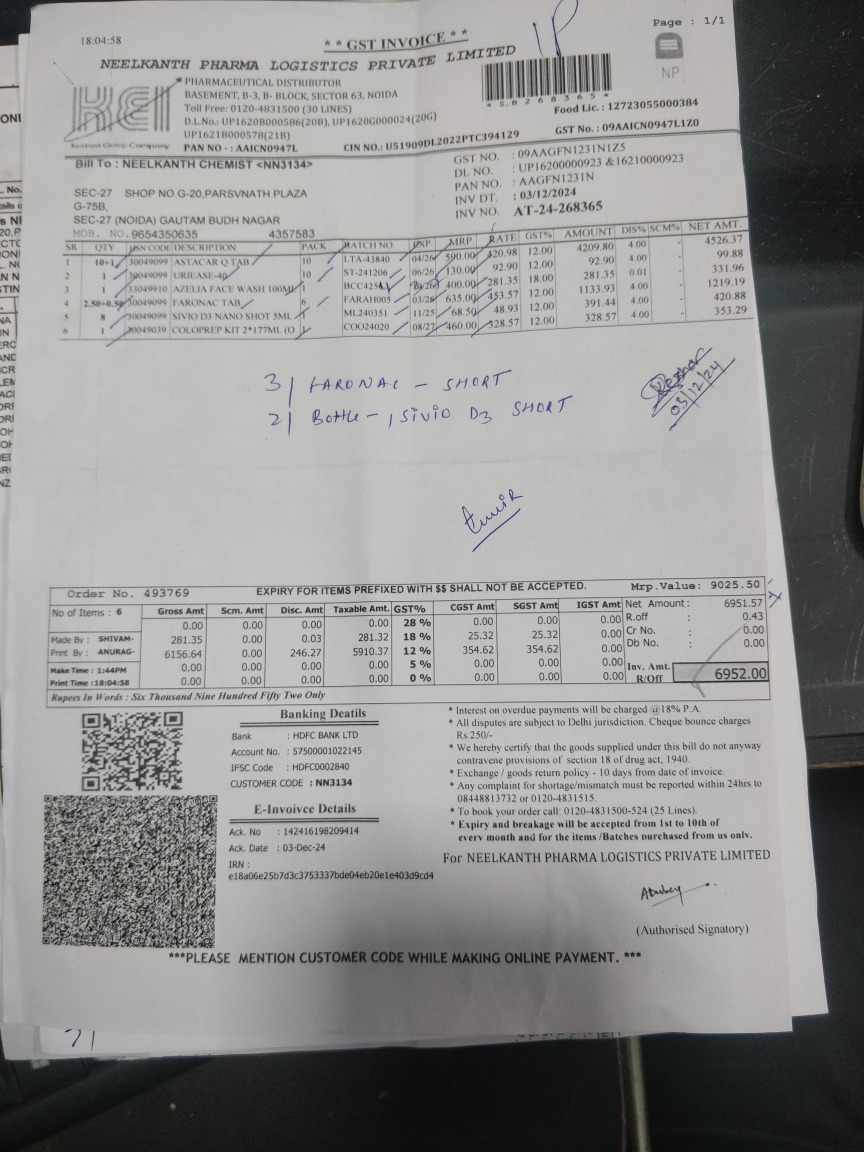 18:04:58
* * GST INVOICE * *
1P
Page : 1/1
NP
NEELKANTH PHARMA LOGISTICS PRIVATE LIMITED
KEI
PHARMACEUTICAL DISTRIBUTOR
BASEMENT, B-3, B- BLOCK, SECTOR 63, NOIDA
Toll Free: 0120-4831500 (30 LINES)
D.L.No.: UP1620B000586(20B), UP1620G000024(20G)
UP1621B000578(21B)
PAN NO - : AAICN0947L
CIN NO.: U51909DL2022PTC394129
*5.0268365*
Food Lic. : 12723055000384
GST No. : 09AAICN0947L1Z0
Bill To : NEELKANTH CHEMIST <NN3134>
SEC-27 SHOP NO.G-20,PARSVNATH PLAZA
G-75B,
SEC-27 (NOIDA) GAUTAM BUDH NAGAR
MOB. NO. 9654350635 4357583
GST NO. : 09AAGFN1231N1Z5
DL NO. : UP16200000923 &16210000923
PAN NO. : AAGFN1231N
INV DT. : 03/12/2024
INV NO. AT-24-268365
SR QTY HSN CODE DESCRIPTION PACK BATCH NO. EXP MRP RATE GST% AMOUNT DIS% SCM% NET AMT.
1 10+1 30049099 ASTACAR Q TAB 10 LTA-43840 04/26 590.00 420.98 12.00 4209.80 4.00 - 4526.37
2 1 30049099 URIEASE-40 10 ST-241206 06/26 130.00 92.90 12.00 92.90 4.00 - 99.88
3 1 33049910 AZELIA FACE WASH 100ML 1 400.00 281.35 18.00 281.35 0.01 - 331.96
4 2.50+0.50 30049099 FARONAC TAB 6 FARAH005 03/26 635.00 453.57 12.00 1133.93 4.00 - 1219.19
5 8 30049099 SIVIO D3 NANO SHOT 5ML 1 ML240351 11/25 68.50 48.93 12.00 391.44 4.00 - 420.88
6 1 30049039 COLOPREP KIT 2*177ML (O 1 COO24020 08/27 460.00 328.57 12.00 328.57 4.00 - 353.29
3| FARONAC - SHORT
2| Bottle - | SIVIO D3 SHORT
03/12/24
Amir
Order No. 493769 EXPIRY FOR ITEMS PREFIXED WITH $$ SHALL NOT BE ACCEPTED. Mrp.Value: 9025.50
No of Items : 6 Gross Amt Scm. Amt Disc. Amt Taxable Amt. GST% CGST Amt SGST Amt IGST Amt Net Amount : 6951.57
0.00 0.00 0.00 0.00 28 % 0.00 0.00 0.00 R.off : 0.43
Made By : SHIVAM- 281.35 0.00 0.03 281.32 18 % 25.32 25.32 0.00 Cr No. : 0.00
Print By : ANURAG- 6156.64 0.00 246.27 5910.37 12 % 354.62 354.62 0.00 Db No. : 0.00
Make Time : 1:44PM 0.00 0.00 0.00 0.00 5 % 0.00 0.00 0.00
Print Time :18:04:58 0.00 0.00 0.00 0.00 0 % 0.00 0.00 0.00 Inv. Amt. R/Off 6952.00
Rupees In Words : Six Thousand Nine Hundred Fifty Two Only
Banking Deatils
Bank : HDFC BANK LTD
Account No. : 57500001022145
IFSC Code : HDFC0002840
CUSTOMER CODE : NN3134
E-Invoivce Details
Ack. No : 142416198209414
Ack. Date : 03-Dec-24
IRN :
e18a06e25b7d3c3753337bde04eb20e1e403d9cd4
* Interest on overdue payments will be charged @18% P.A.
* All disputes are subject to Delhi jurisdiction. Cheque bounce charges
Rs.250/-
* We hereby certify that the goods supplied under this bill do not anyway
contravene provisions of section 18 of drug act, 1940.
* Exchange / goods return policy - 10 days from date of invoice.
* Any complaint for shortage/mismatch must be reported within 24hrs to
08448813732 or 0120-4831515.
* To book your order call: 0120-4831500-524 (25 Lines).
* Expiry and breakage will be accepted from 1st to 10th of
every month and for the items /Batches purchased from us only.
For NEELKANTH PHARMA LOGISTICS PRIVATE LIMITED
(Authorised Signatory)
***PLEASE MENTION CUSTOMER CODE WHILE MAKING ONLINE PAYMENT. ***